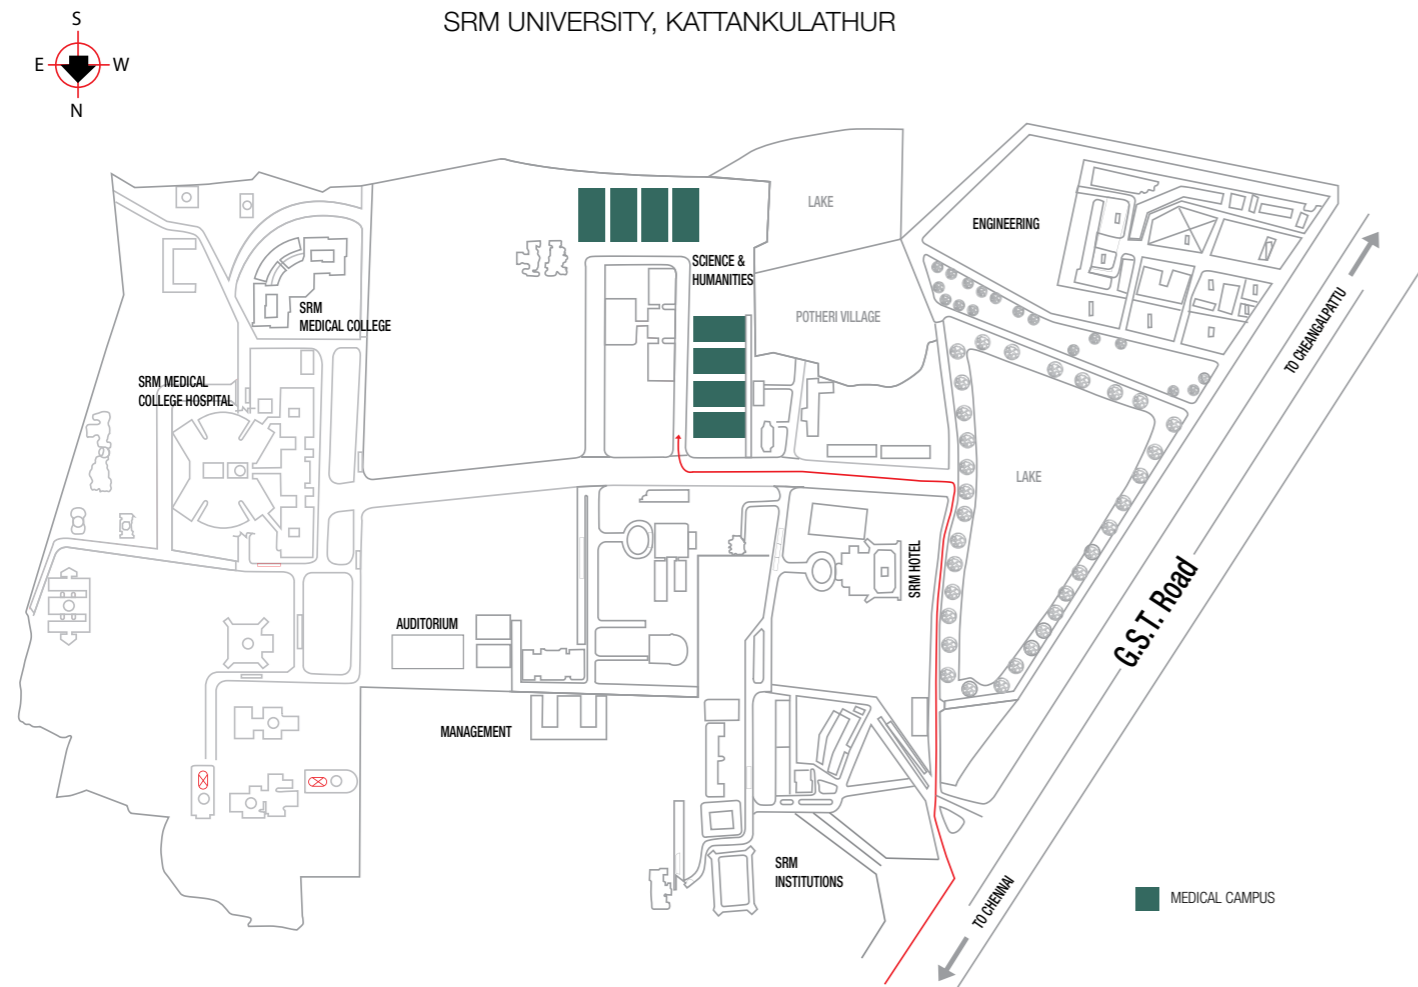 SRM UNIVERSITY, KATTANKULATHUR
S
E W
N
LAKE
ENGINEERING
SCIENCE &
HUMANITIES
SRM
MEDICAL COLLEGE
POTHERI VILLAGE
TO CHEANGALPATTU
SRM MEDICAL
COLLEGE HOSPITAL
LAKE
SRM HOTEL
G.S.T. Road
AUDITORIUM
MANAGEMENT
SRM
INSTITUTIONS
TO CHENNAI
MEDICAL CAMPUS